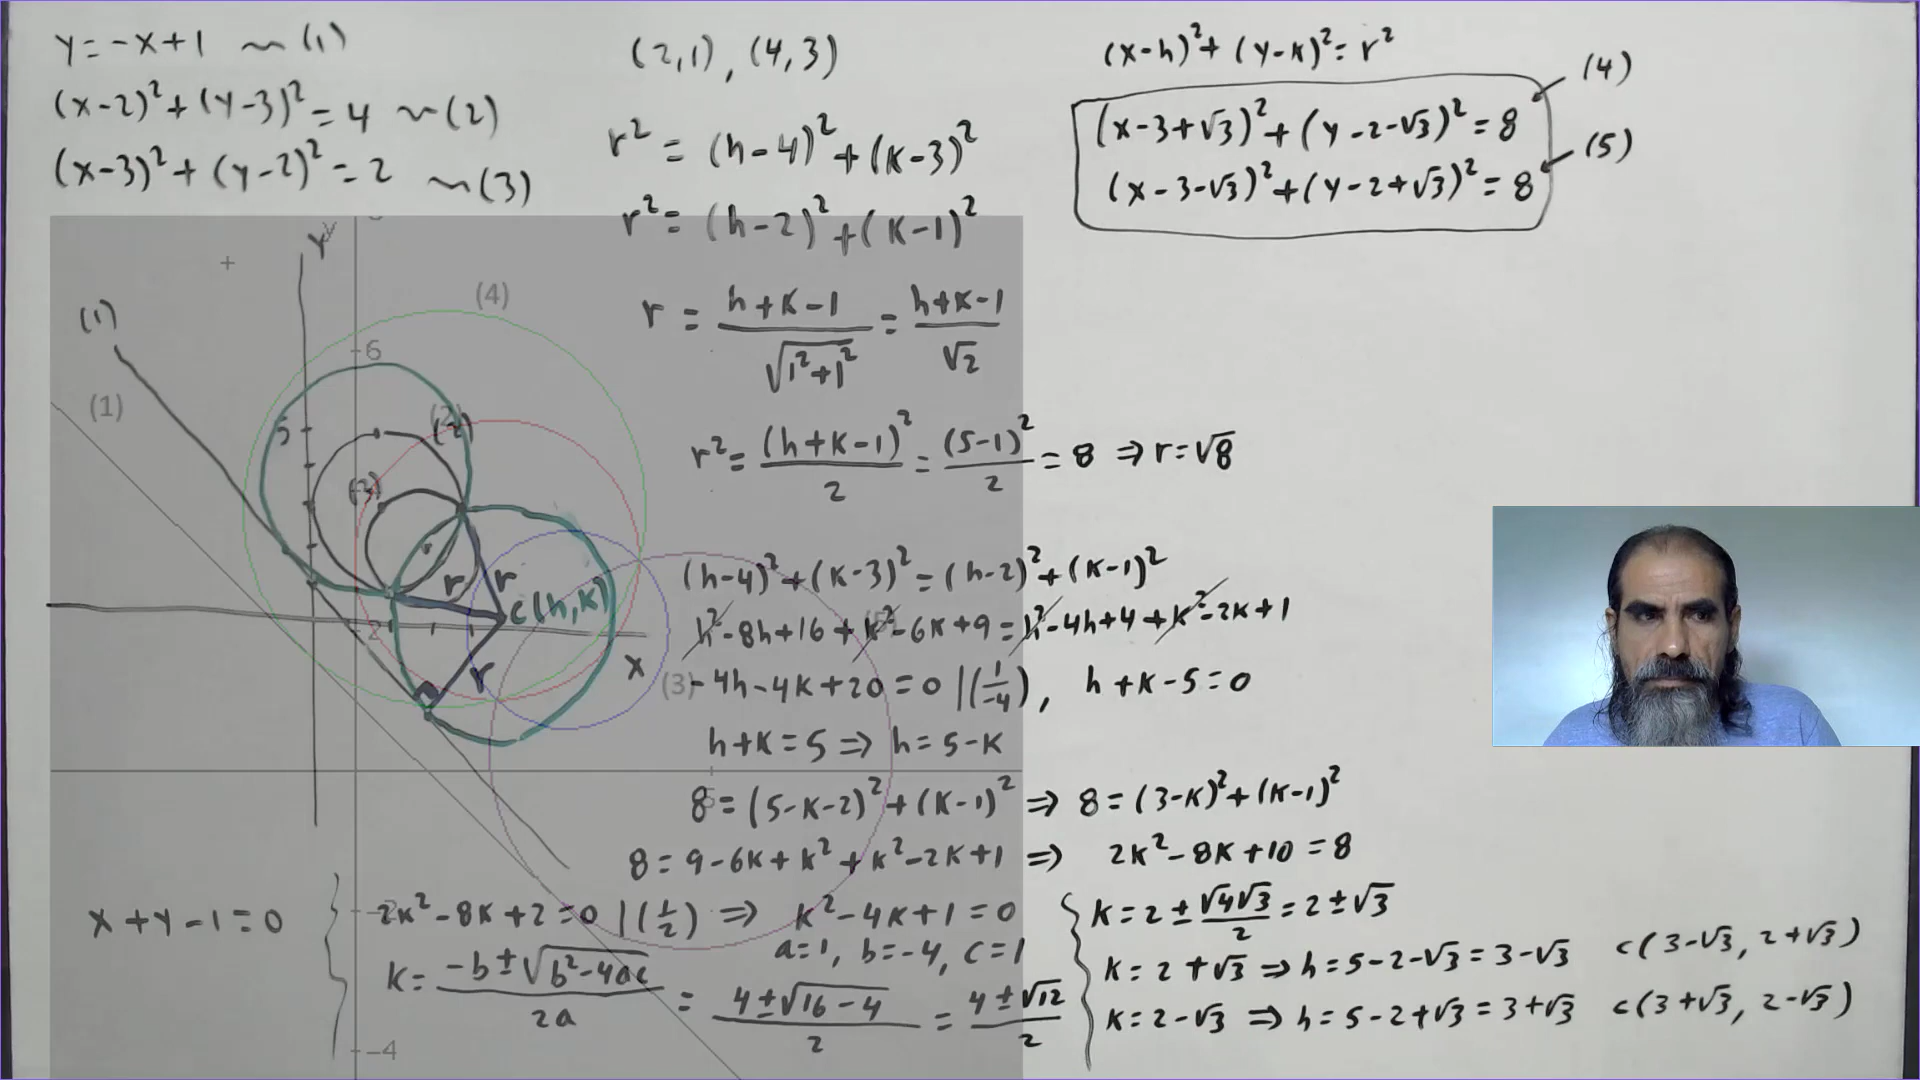 y = -x + 1 ~ (1)
(x-2)² + (y-3)² = 4 ~ (2)
(x-3)² + (y-2)² = 2 ~ (3)
(2,1), (4,3)
r² = (h-4)² + (k-3)²
r² = (h-2)² + (k-1)²
r = (h+k-1)/√(1²+1²) = (h+k-1)/√2
r² = (h+k-1)²/2 = (5-1)²/2 = 8 ⇒ r = √8
(h-4)² + (k-3)² = (h-2)² + (k-1)²
h² - 8h + 16 + k² - 6k + 9 = h² - 4h + 4 + k² - 2k + 1
-4h - 4k + 20 = 0 |(1/-4), h + k - 5 = 0
h + k = 5 ⇒ h = 5 - k
8 = (5-k-2)² + (k-1)² ⇒ 8 = (3-k)² + (k-1)²
8 = 9 - 6k + k² + k² - 2k + 1 ⇒ 2k² - 8k + 10 = 8
x + y - 1 = 0
2k² - 8k + 2 = 0 |(1/2) ⇒ k² - 4k + 1 = 0
a = 1, b = -4, c = 1
k = (-b ± √(b²-4ac))/2a = (4 ± √(16-4))/2 = (4 ± √12)/2
k = 2 ± √4√3/2 = 2 ± √3
k = 2 + √3 ⇒ h = 5 - 2 - √3 = 3 - √3 c(3-√3, 2+√3)
k = 2 - √3 ⇒ h = 5 - 2 + √3 = 3 + √3 c(3+√3, 2-√3)
(x-h)² + (y-k)² = r²
(x-3+√3)² + (y-2-√3)² = 8 (4)
(x-3-√3)² + (y-2+√3)² = 8 (5)
y
(4)
(1)
6
(1)
5
(2)
(3)
r
r
c(h,k)
2
x
r
(3)
5
-2
-4